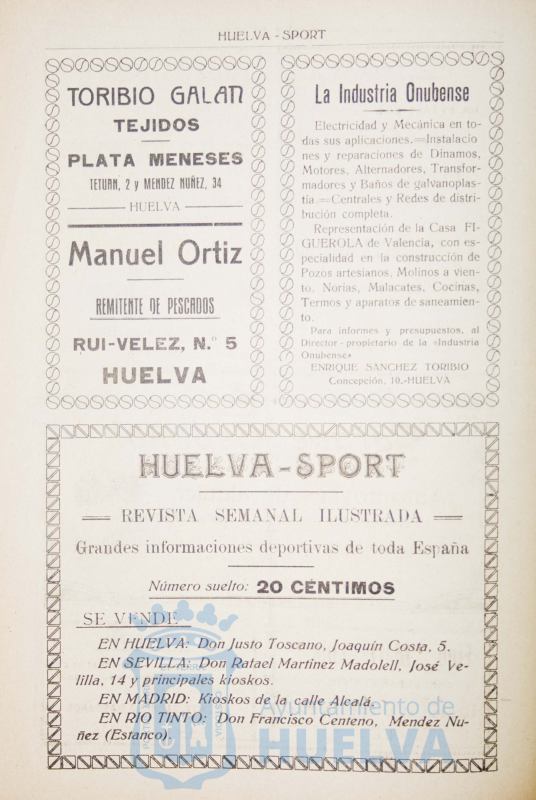 HUELVA - SPORT
TORIBIO GALAN
TEJIDOS
PLATA MENESES
TETUAN, 2 y MENDEZ NUÑEZ, 34
HUELVA
Manuel Ortiz
REMITENTE DE PESCADOS
RUI-VELEZ, N.º 5
HUELVA
La Industria Onubense
Electricidad y Mecánica en to-
das sus aplicaciones.=Instalacio
nes y reparaciones de Dinamos,
Motores, Alternadores, Transfor-
madores y Baños de galvanoplas-
tía.=Centrales y Redes de distri-
bución completa.
Representación de la Casa FI-
GUEROLA de Valencia, con es-
pecialidad en la construcción de
Pozos artesianos, Molinos a vien-
to, Norias, Malacates, Cocinas,
Termos y aparatos de saneamien-
to.
Para informes y presupuestos, al
Director - propietario de la «Industria
Onubense»
ENRIQUE SANCHEZ TORIBIO
Concepción, 10.-HUELVA
HUELVA-SPORT
REVISTA SEMANAL ILUSTRADA
Grandes informaciones deportivas de toda España
Número suelto: 20 CENTIMOS
SE VENDE
EN HUELVA: Don Justo Toscano, Joaquín Costa, 5.
EN SEVILLA: Don Rafael Martínez Madolell, José Ve-
lilla, 14 y principales kioskos.
EN MADRID: Kioskos de la calle Alcalá.
EN RIO TINTO: Don Francisco Centeno, Mendez Nu-
ñez (Estanco).
Ayuntamiento de
HUELVA